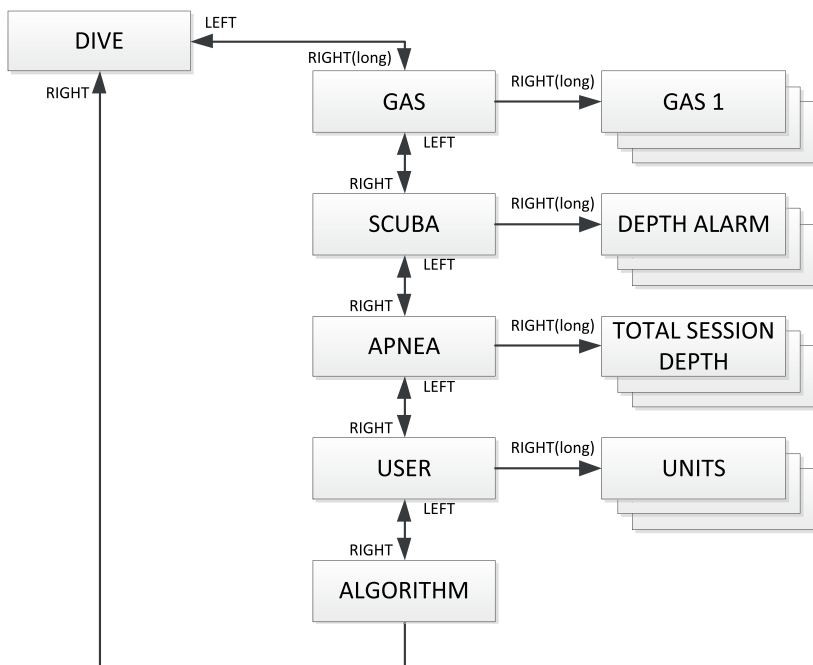 DIVE
LEFT
RIGHT(long)
RIGHT
GAS
RIGHT(long)
GAS 1
LEFT
RIGHT
SCUBA
RIGHT(long)
DEPTH ALARM
LEFT
RIGHT
APNEA
RIGHT(long)
TOTAL SESSION
DEPTH
LEFT
RIGHT
USER
RIGHT(long)
UNITS
LEFT
RIGHT
ALGORITHM